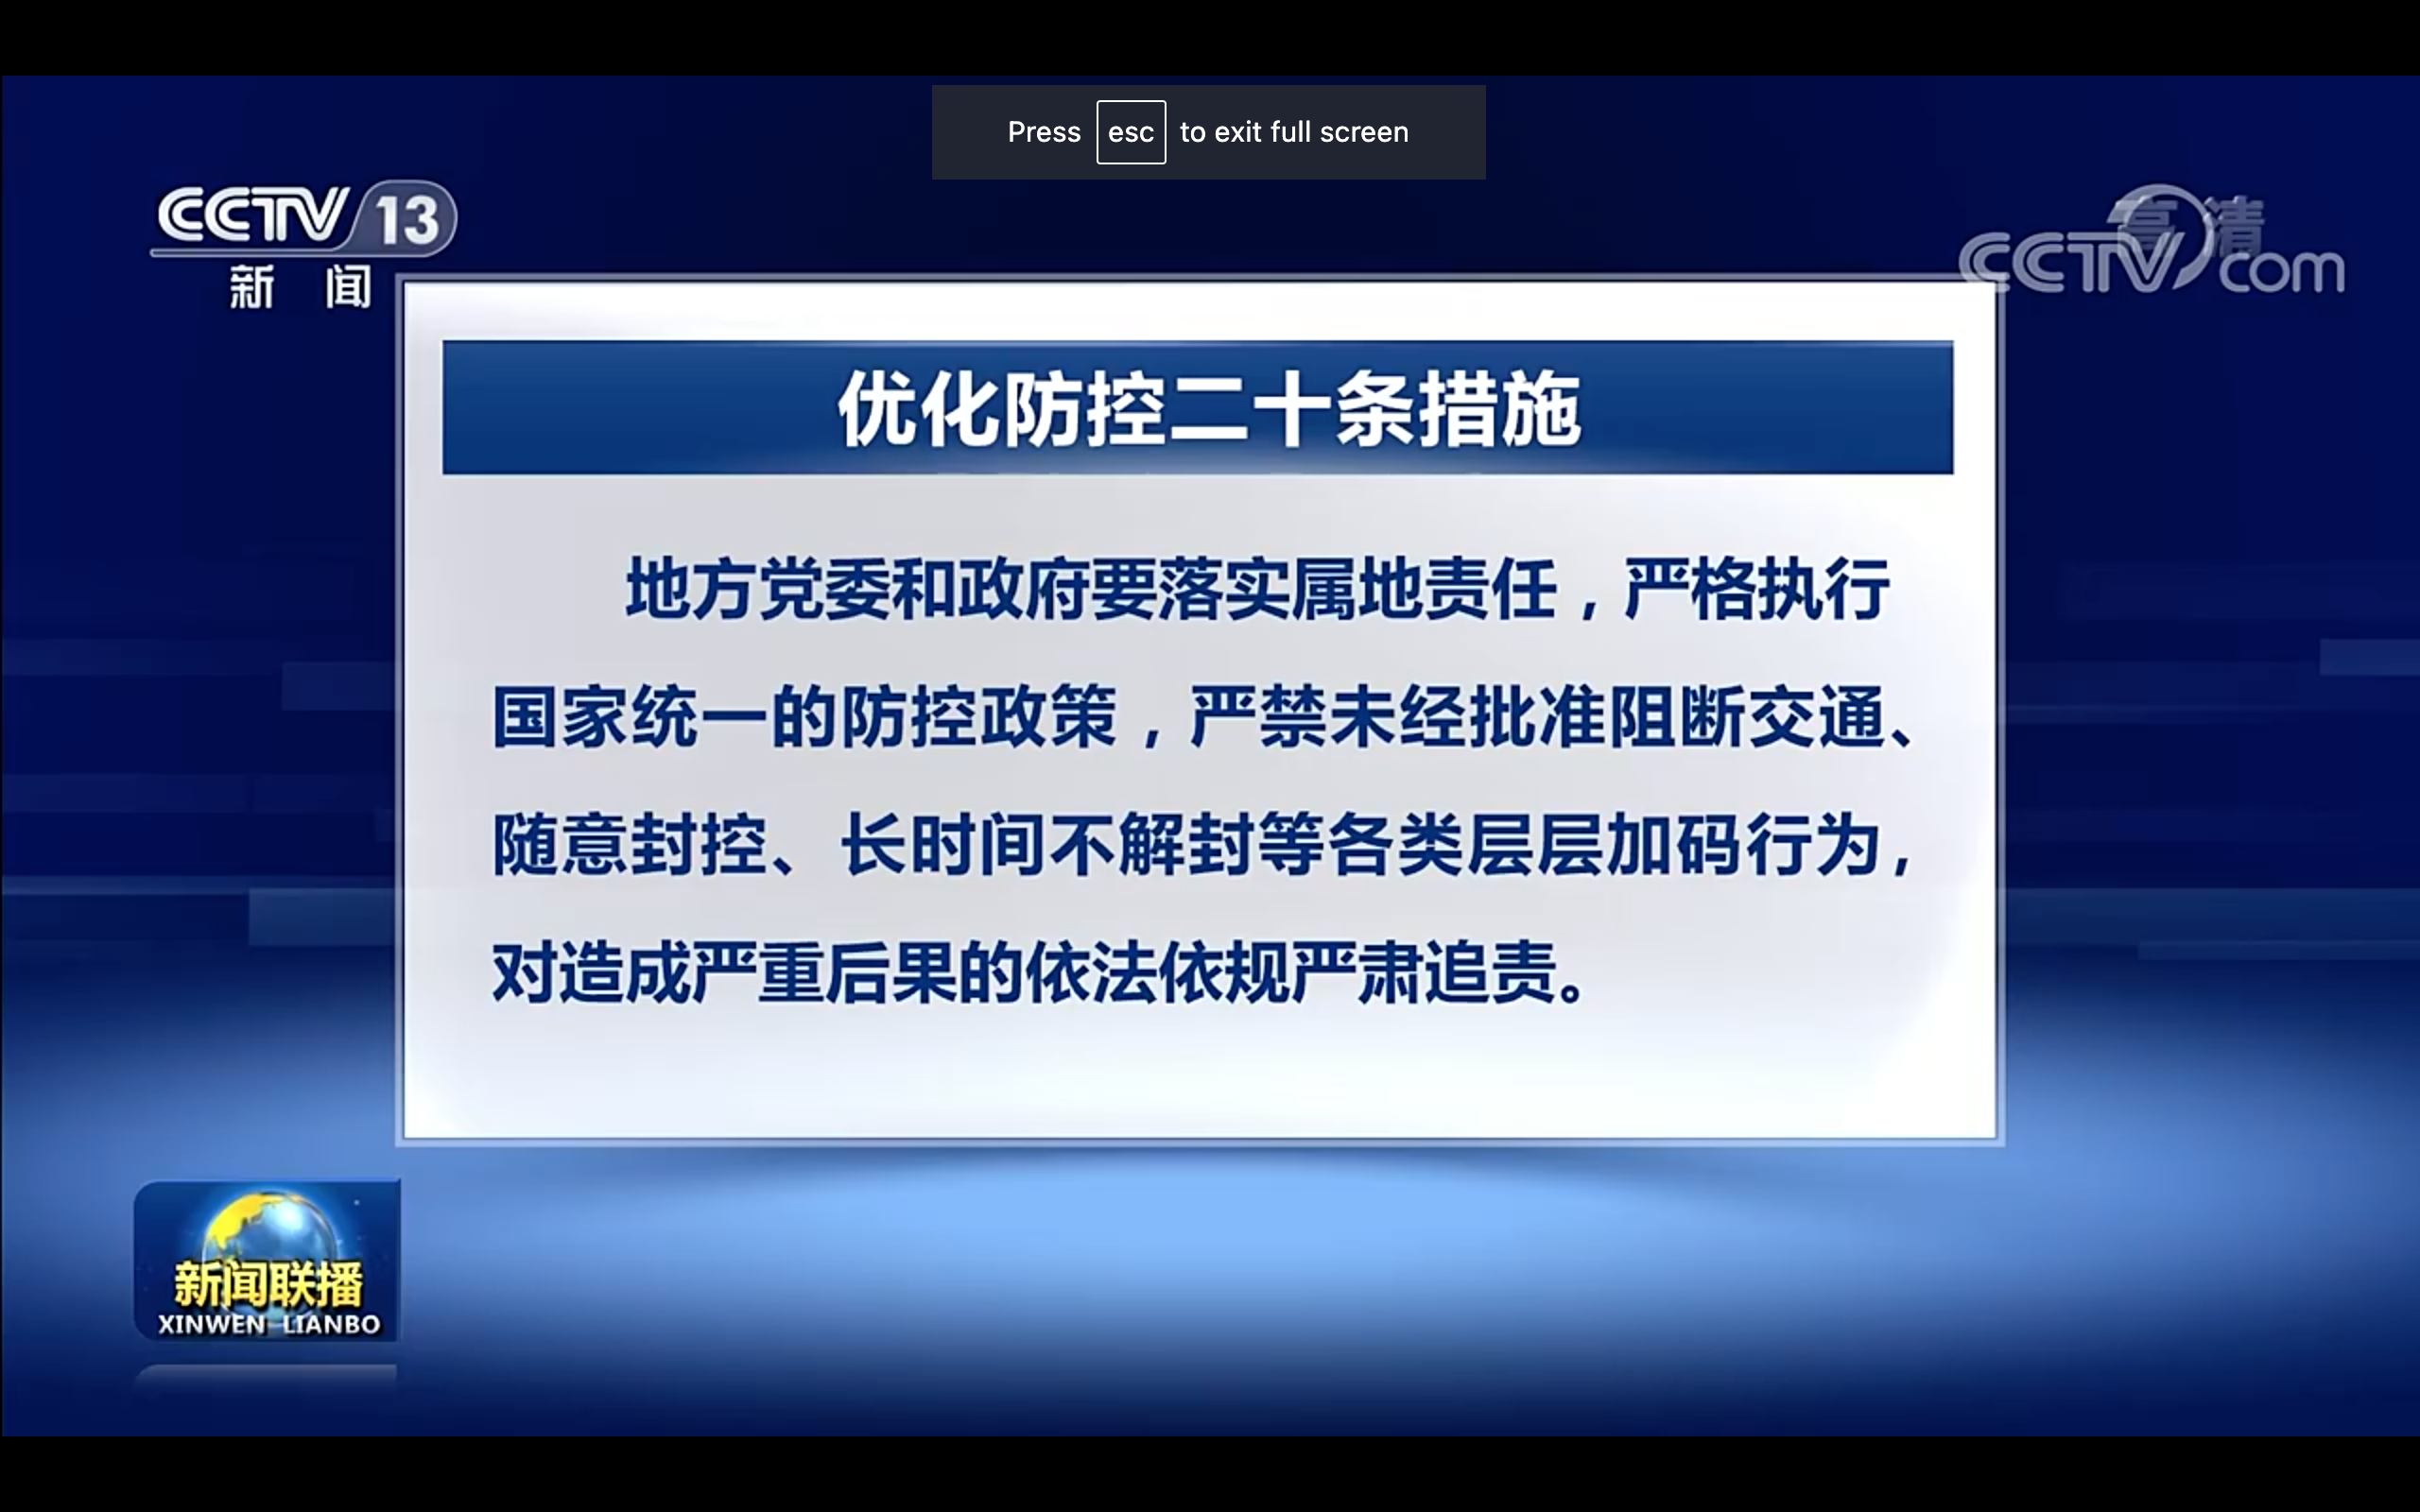 Press esc to exit full screen
CCTV 13
新 闻
高清
CCTV com
优化防控二十条措施
地方党委和政府要落实属地责任，严格执行
国家统一的防控政策，严禁未经批准阻断交通、
随意封控、长时间不解封等各类层层加码行为，
对造成严重后果的依法依规严肃追责。
新闻联播
XINWEN LIANBO